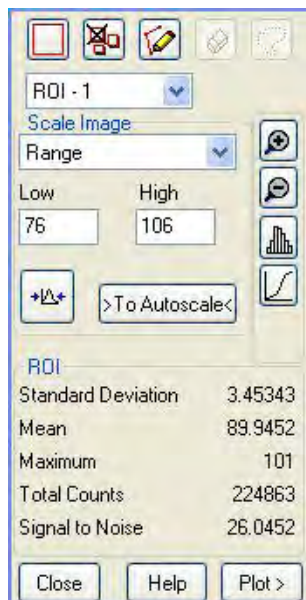 ROI - 1
Scale Image
Range
Low High
76 106
>To Autoscale<
ROI
Standard Deviation 3.45343
Mean 89.9452
Maximum 101
Total Counts 224863
Signal to Noise 26.0452
Close Help Plot >